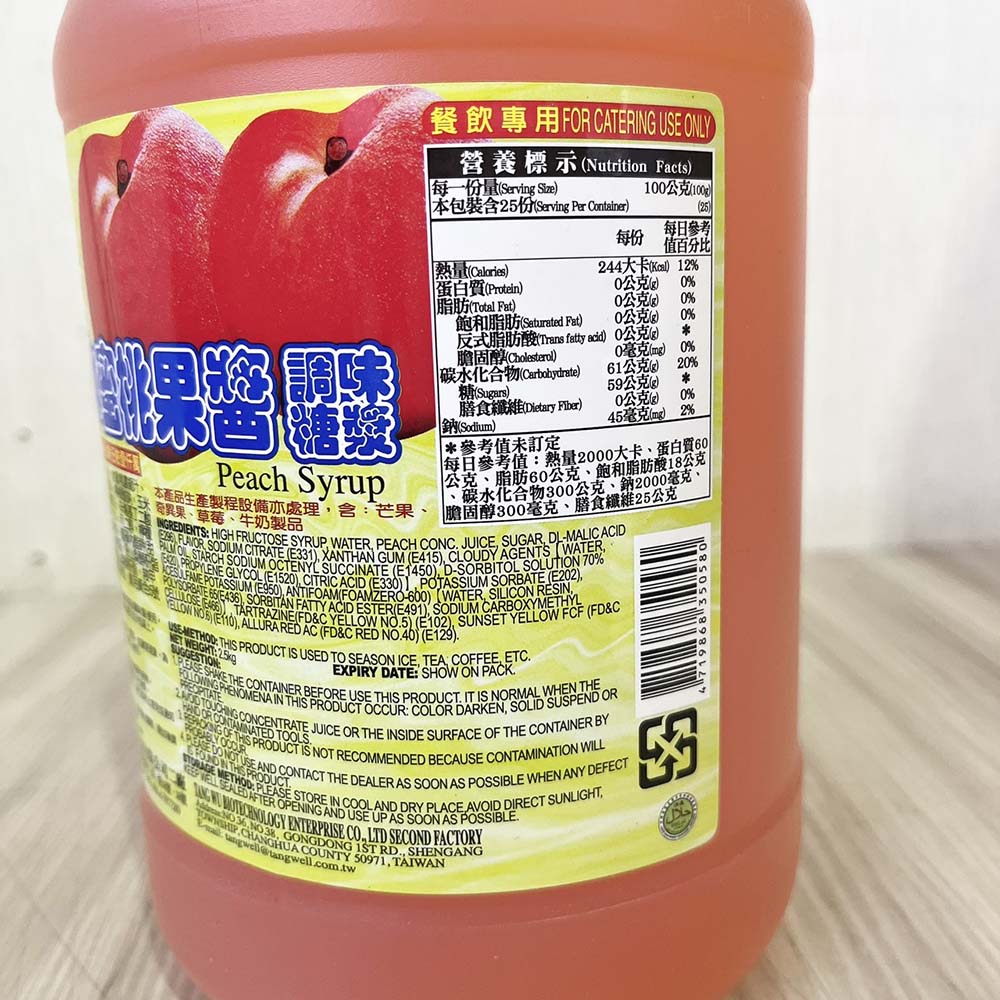 餐飲專用FOR CATERING USE ONLY
營養標示(Nutrition Facts)
每一份量(Serving Size) 100公克(100g)
本包裝含25份(Serving Per Container) (25)
每份 每日參考值百分比
熱量(Calories) 244大卡(Kcal) 12%
蛋白質(Protein) 0公克(g) 0%
脂肪(Total Fat) 0公克(g) 0%
飽和脂肪(Saturated Fat) 0公克(g) 0%
反式脂肪酸(Trans fatty acid) 0公克(g) *
膽固醇(Cholesterol) 0毫克(mg) 0%
碳水化合物(Carbohydrate) 61公克(g) 20%
糖(Sugars) 59公克(g) *
膳食纖維(Dietary Fiber) 0公克(g) 0%
鈉(Sodium) 45毫克(mg) 2%
*參考值未訂定
每日參考值：熱量2000大卡、蛋白質60
公克、脂肪60公克、飽和脂肪18公克
、碳水化合物300公克、鈉2000毫克、
膽固醇300毫克、膳食纖維25公克
蜜桃果醬 調味糖漿
Peach Syrup
本產品生產製程設備亦處理，含：芒果、
奇異果、草莓、牛奶製品
INGREDIENTS: HIGH FRUCTOSE SYRUP, WATER, PEACH CONC. JUICE, SUGAR, DL-MALIC ACID
(E296), FLAVOR, SODIUM CITRATE (E331), XANTHAN GUM (E415), CLOUDY AGENTS【WATER,
PALM OIL, STARCH SODIUM OCTENYL SUCCINATE (E1450), D-SORBITOL SOLUTION 70%
PROPYLENE GLYCOL (E1520), CITRIC ACID (E330)】, POTASSIUM SORBATE (E202),
ACESULFAME POTASSIUM (E950), ANTIFOAM(FOAMZERO-600)【WATER, SILICON RESIN,
POLYSORBATE 65(E436), SORBITAN FATTY ACID ESTER(E491), SODIUM CARBOXYMETHYL
CELLULOSE (E466)】, TARTRAZINE(FD&C YELLOW NO.5) (E102), SUNSET YELLOW FCF (FD&C
YELLOW NO.6) (E110), ALLURA RED AC (FD&C RED NO.40) (E129).
USE-METHOD: THIS PRODUCT IS USED TO SEASON ICE, TEA, COFFEE, ETC.
NET WEIGHT: 2.5kg EXPIRY DATE: SHOW ON PACK.
SUGGESTION:
1. PLEASE SHAKE THE CONTAINER BEFORE USE THIS PRODUCT. IT IS NORMAL WHEN THE
FOLLOWING PHENOMENA IN THIS PRODUCT OCCUR: COLOR DARKEN, SOLID SUSPEND OR
PRECIPITATE.
2. AVOID TOUCHING CONCENTRATE JUICE OR THE INSIDE SURFACE OF THE CONTAINER BY
HAND OR CONTAMINATED TOOLS.
OF THIS PRODUCT IS NOT RECOMMENDED BECAUSE CONTAMINATION WILL
OCCUR.
PLEASE DO NOT USE AND CONTACT THE DEALER AS SOON AS POSSIBLE WHEN ANY DEFECT
FOUND IN THIS PRODUCT.
STORAGE METHOD: PLEASE STORE IN COOL AND DRY PLACE, AVOID DIRECT SUNLIGHT,
KEEP WELL SEALED AFTER OPENING AND USE UP AS SOON AS POSSIBLE.
TANG WU BIOTECHNOLOGY ENTERPRISE CO., LTD SECOND FACTORY
Address:NO.36, NO.38, GONGDONG 1ST RD., SHENGANG
TOWNSHIP, CHANGHUA COUNTY 50971, TAIWAN
E-mail: tangwell@tangwell.com.tw
4719868350580